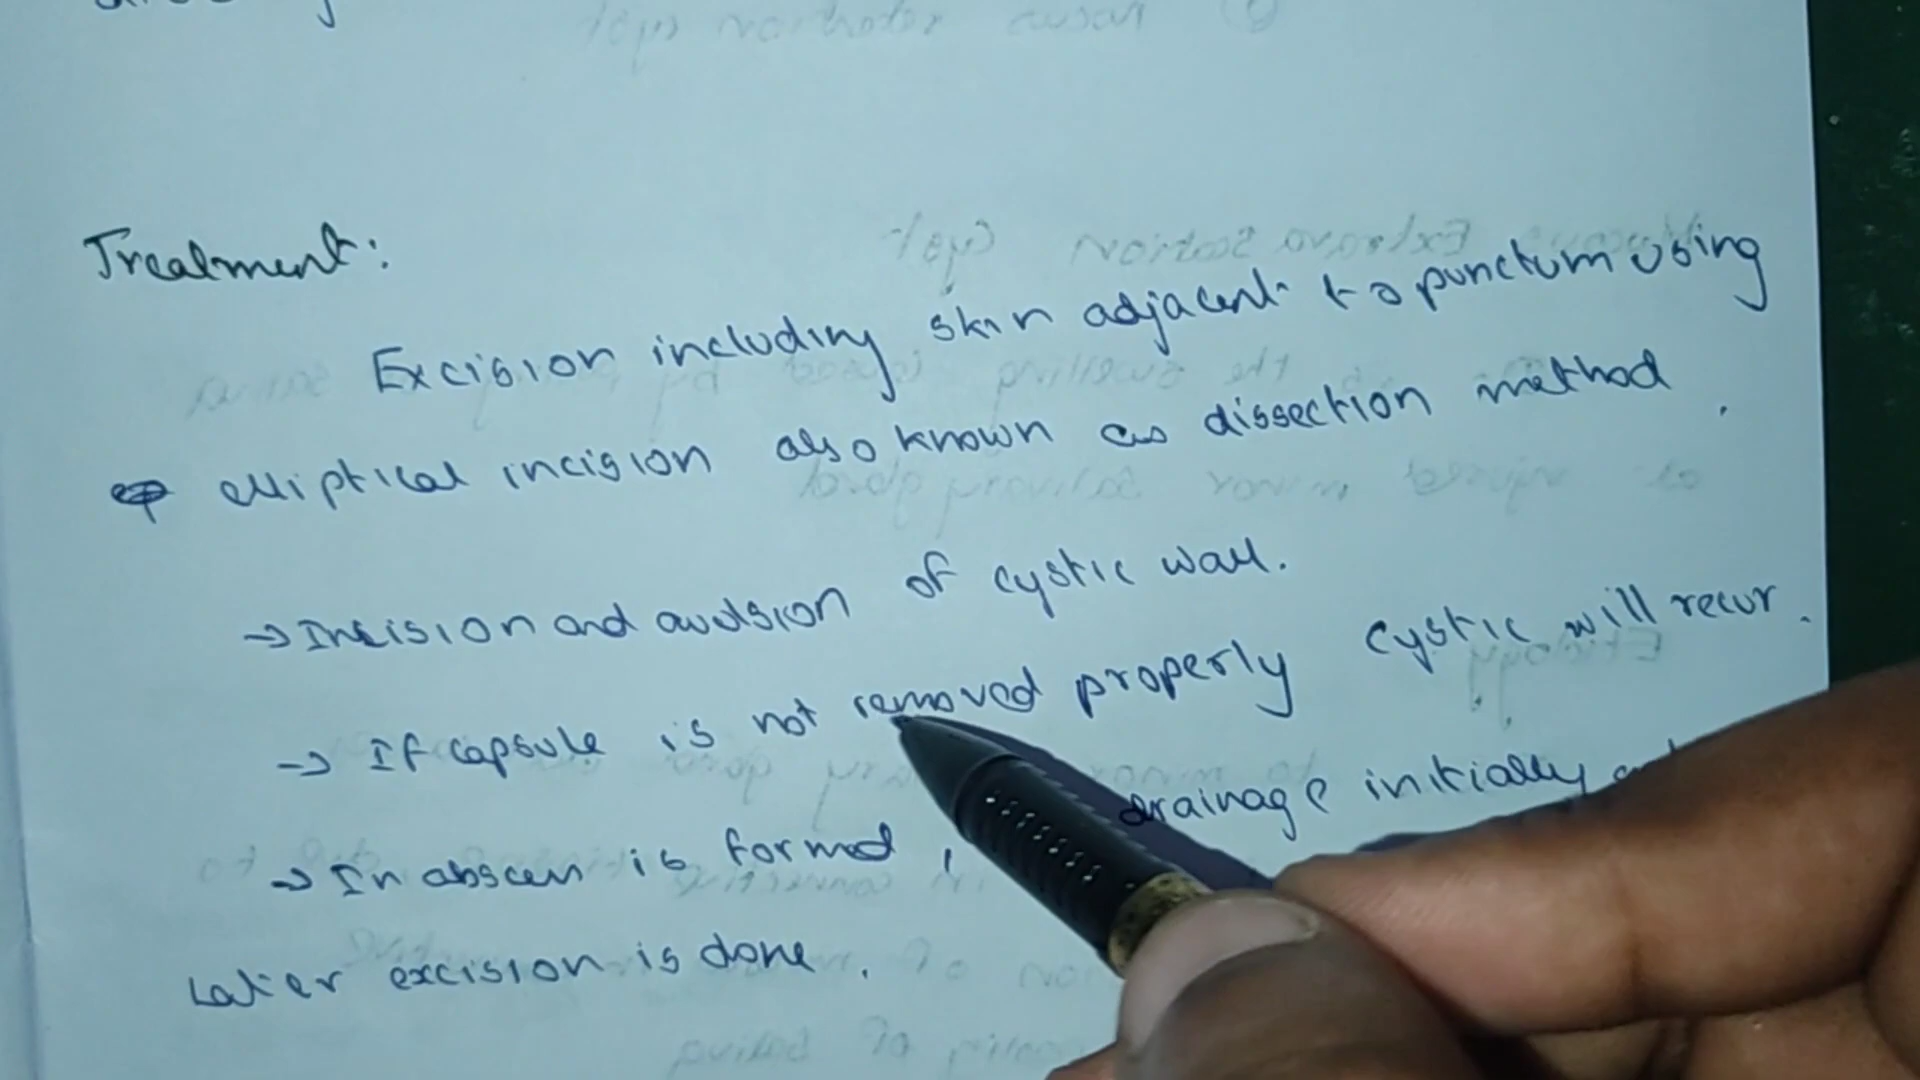 Treatment:
Excision including skin adjacent to punctum using
elliptical incision also known as dissection method.
→ Incision and avulsion of cystic wall.
→ If capsule is not removed properly cystic will recur.
→ In abscess is formed, drainage initially
Later excision is done.